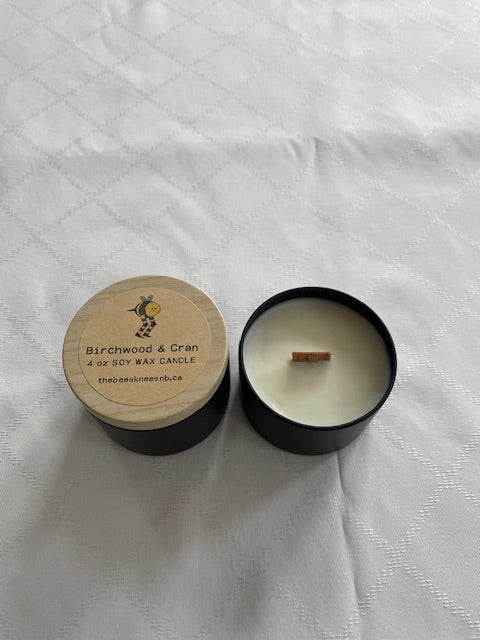 Birchwood & Cran
4 oz SOY WAX CANDLE
thebeeskneesnb.ca